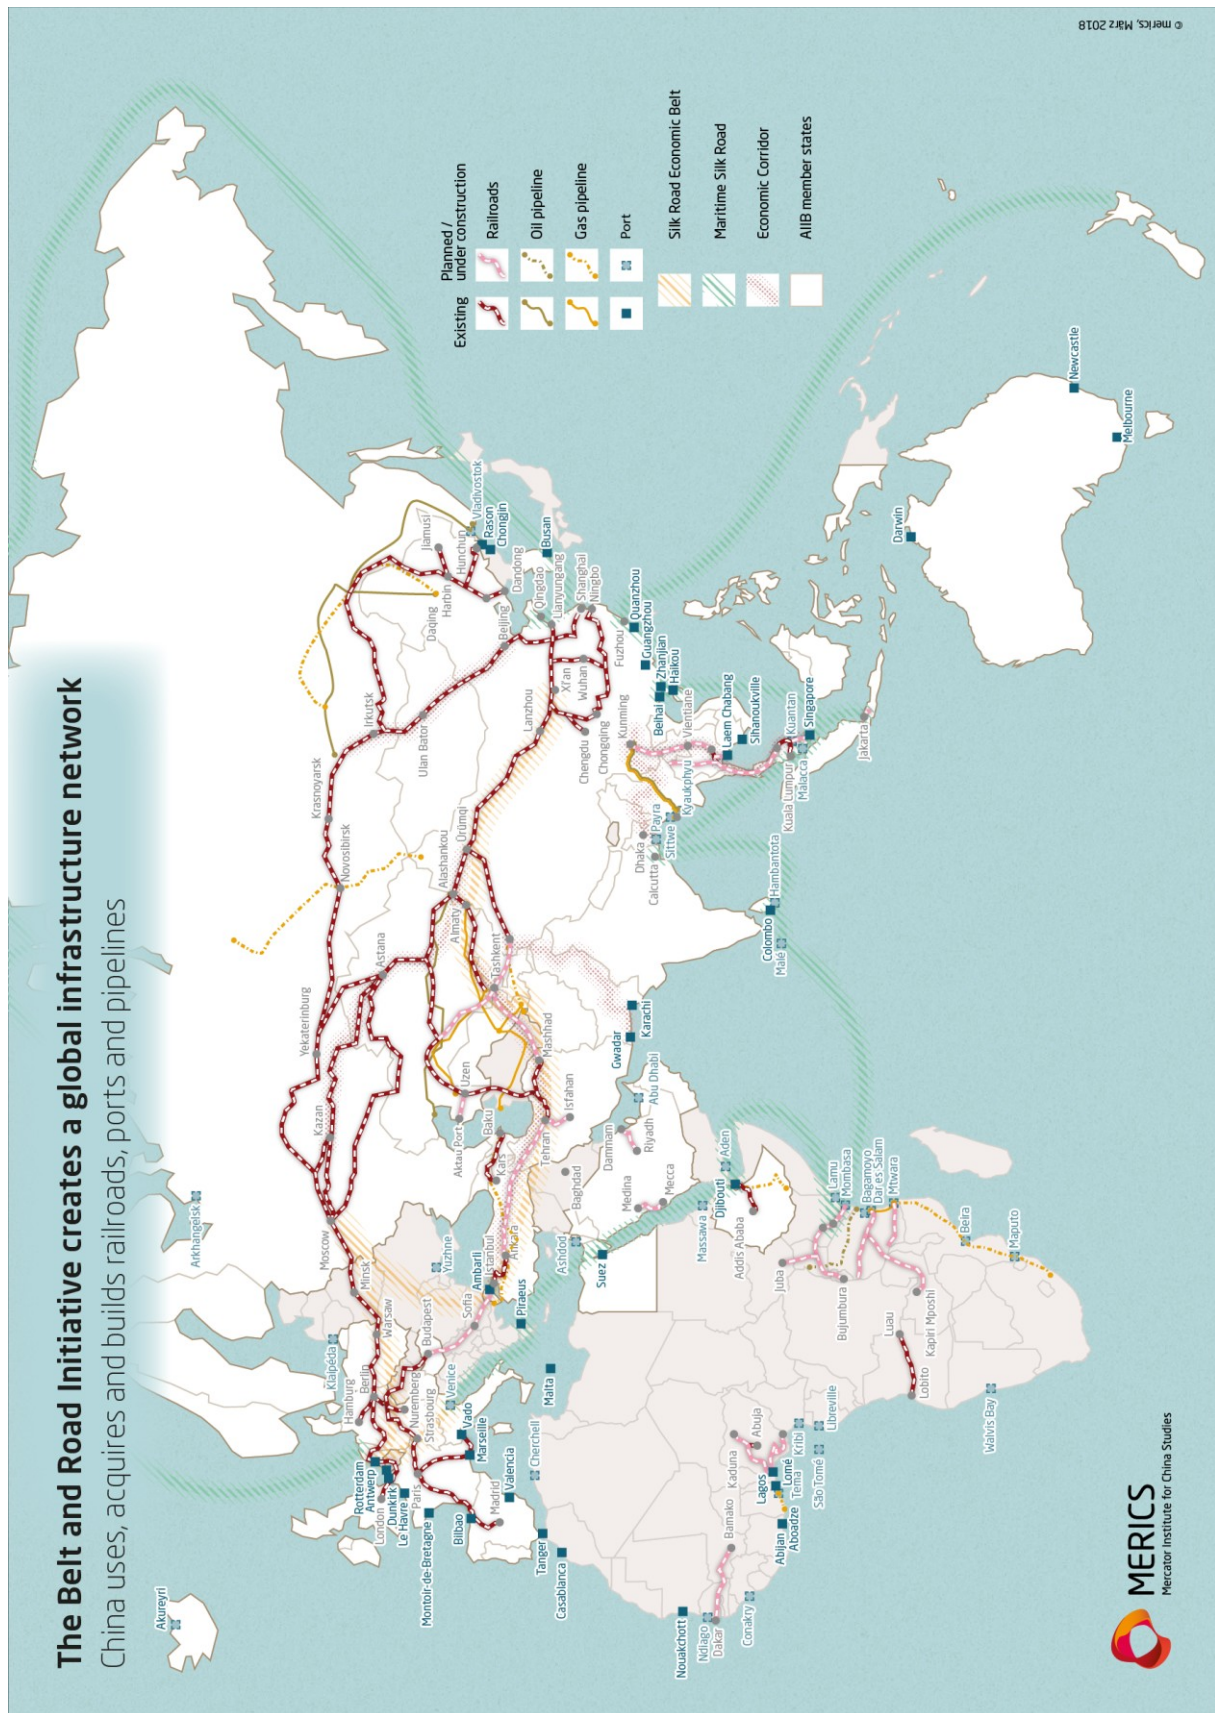 The Belt and Road Initiative creates a global infrastructure network
China uses, acquires and builds railroads, ports and pipelines
Existing
Planned /
under construction
Railroads
Oil pipeline
Gas pipeline
Port
Silk Road Economic Belt
Maritime Silk Road
Economic Corridor
AIIB member states
Akureyri
Arkhangelsk
Klaipėda
Hamburg
Berlin
Warsaw
Minsk
Moscow
Kazan
Yekaterinburg
Novosibirsk
Krasnoyarsk
Irkutsk
Astana
Ulan Bator
Rotterdam
Antwerp
London
Dunkirk
Le Havre
Paris
Montoir-de-Bretagne
Nuremberg
Strasbourg
Budapest
Yuzhne
Venice
Vado
Marseille
Bilbao
Madrid
Valencia
Sofia
Ambarli
Istanbul
Ankara
Piraeus
Malta
Cherchell
Tanger
Casablanca
Kars
Baku
Aktau Port
Uzen
Tashkent
Almaty
Alashankou
Ürümqi
Lanzhou
Beijing
Daqing
Harbin
Jiamusi
Hunchun
Vladivostok
Rason
Chongjin
Dandong
Busan
Qingdao
Lianyungang
Shanghai
Ningbo
Xi'an
Wuhan
Chengdu
Chongqing
Fuzhou
Quanzhou
Guangzhou
Zhanjian
Haikou
Beihai
Kunming
Vientiane
Kyaukphyu
Laem Chabang
Sihanoukville
Kuantan
Singapore
Kuala Lumpur
Malacca
Jakarta
Dhaka
Calcutta
Payra
Sittwe
Hambantota
Colombo
Malé
Mashhad
Tehran
Isfahan
Gwadar
Karachi
Abu Dhabi
Baghdad
Dammam
Riyadh
Medina
Mecca
Ashdod
Suez
Massawa
Djibouti
Aden
Addis Ababa
Juba
Lamu
Mombasa
Bagamoyo
Dar es Salam
Mtwara
Bujumbura
Luau
Kapiri Mposhi
Lobito
Beira
Maputo
Walvis Bay
Libreville
São Tomé
Kribi
Abuja
Kaduna
Lagos
Lomé
Tema
Abijan
Aboadze
Bamako
Nouakchott
Ndiago
Dakar
Conakry
Darwin
Newcastle
Melbourne
MERICS
Mercator Institute for China Studies
© merics, März 2018